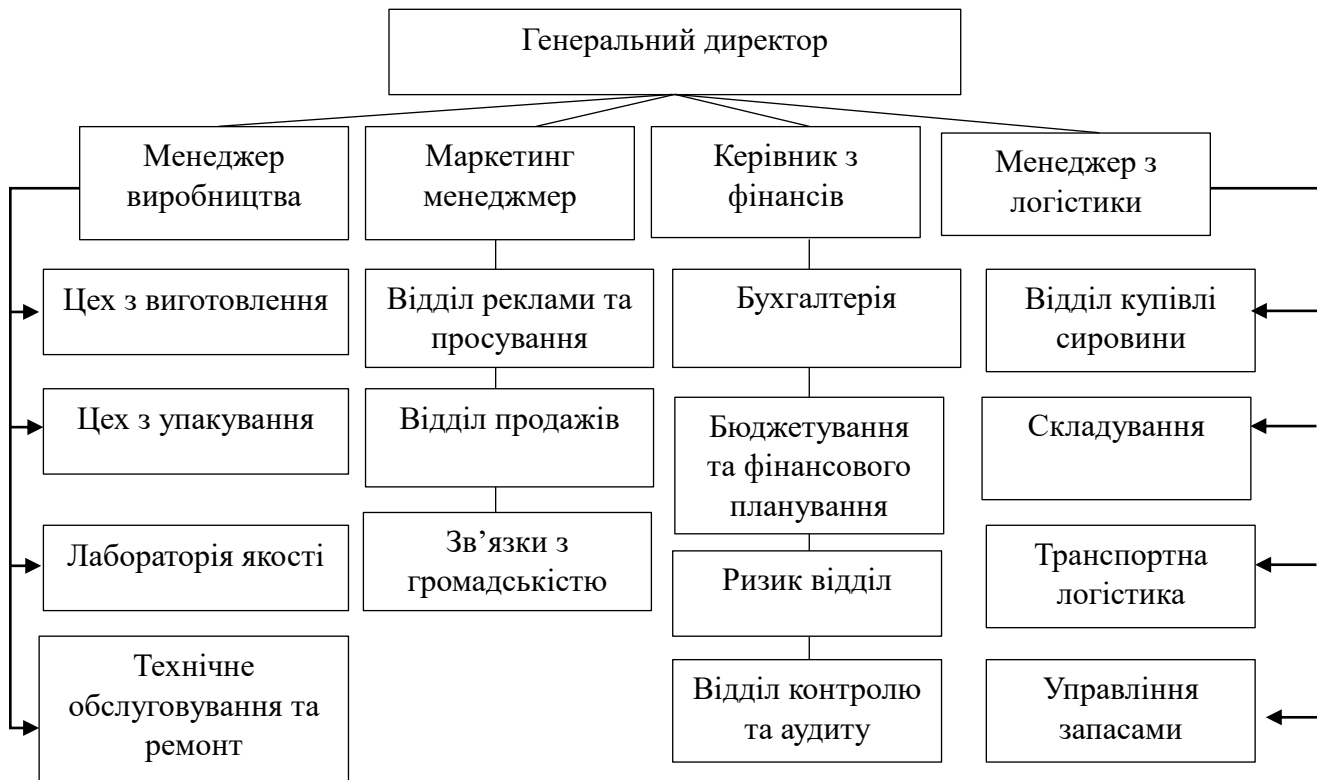 Генеральний директор
Менеджер
виробництва
Маркетинг
менеджмер
Керівник з
фінансів
Менеджер з
логістики
Цех з виготовлення
Відділ реклами та
просування
Бухгалтерія
Відділ купівлі
сировини
Цех з упакування
Відділ продажів
Бюджетування
та фінансового
планування
Складування
Лабораторія якості
Зв’язки з
громадськістю
Ризик відділ
Транспортна
логістика
Технічне
обслуговування та
ремонт
Відділ контролю
та аудиту
Управління
запасами